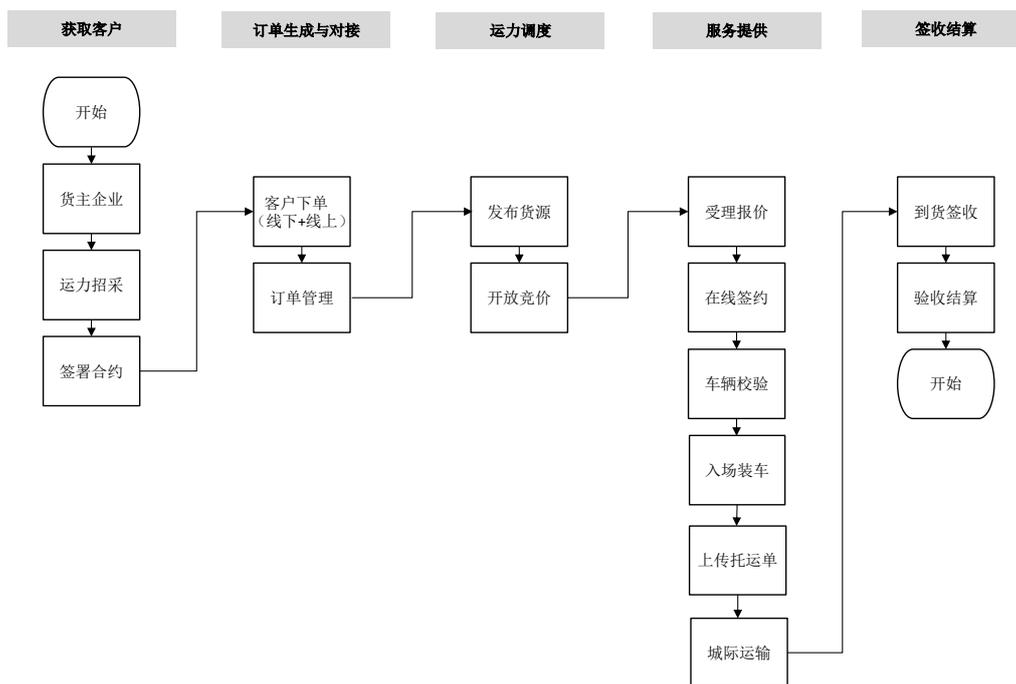 获取客户
订单生成与对接
运力调度
服务提供
签收结算
开始
货主企业
运力招采
签署合约
客户下单
（线下+线上）
订单管理
发布货源
开放竞价
受理报价
在线签约
车辆校验
入场装车
上传托运单
城际运输
到货签收
验收结算
开始